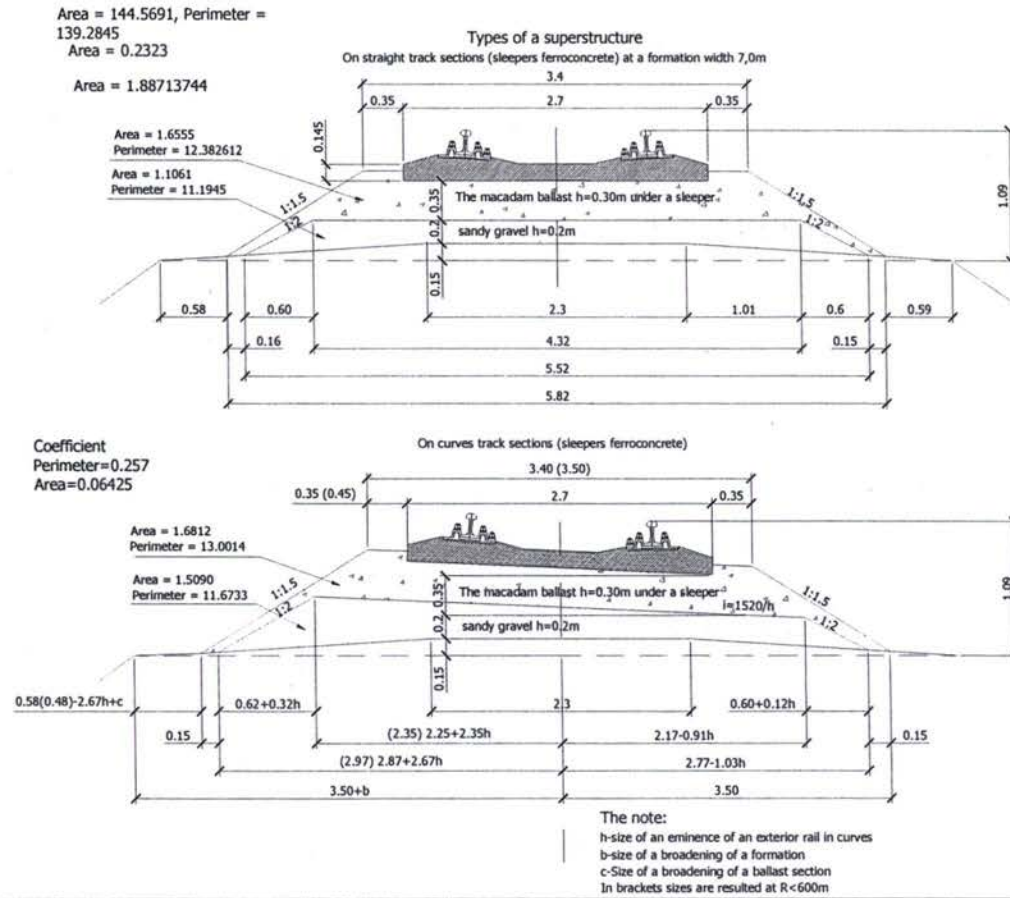 Area = 144.5691, Perimeter =
139.2845
Area = 0.2323
Area = 1.88713744
Types of a superstructure
On straight track sections (sleepers ferroconcrete) at a formation width 7,0m
3.4
0.35
2.7
0.35
0.145
Area = 1.6555
Perimeter = 12.382612
Area = 1.1061
Perimeter = 11.1945
1:1.5
1:2
0.35
The macadam ballast h=0.30m under a sleeper
0.2
sandy gravel h=0.2m
0.15
1:1.5
1:2
1.09
0.58
0.60
2.3
1.01
0.6
0.59
0.16
4.32
0.15
5.52
5.82
Coefficient
Perimeter=0.257
Area=0.06425
On curves track sections (sleepers ferroconcrete)
3.40 (3.50)
0.35 (0.45)
2.7
0.35
Area = 1.6812
Perimeter = 13.0014
Area = 1.5090
Perimeter = 11.6733
1:1.5
1:2
0.35
The macadam ballast h=0.30m under a sleeper
i=1520/h
0.2
sandy gravel h=0.2m
0.15
1:1.5
1:2
1.09
0.58(0.48)-2.67h+c
0.62+0.32h
2.3
0.60+0.12h
0.15
(2.35) 2.25+2.35h
2.17-0.91h
0.15
(2.97) 2.87+2.67h
2.77-1.03h
3.50+b
3.50
The note:
h-size of an eminence of an exterior rail in curves
b-size of a broadening of a formation
c-Size of a broadening of a ballast section
In brackets sizes are resulted at R<600m